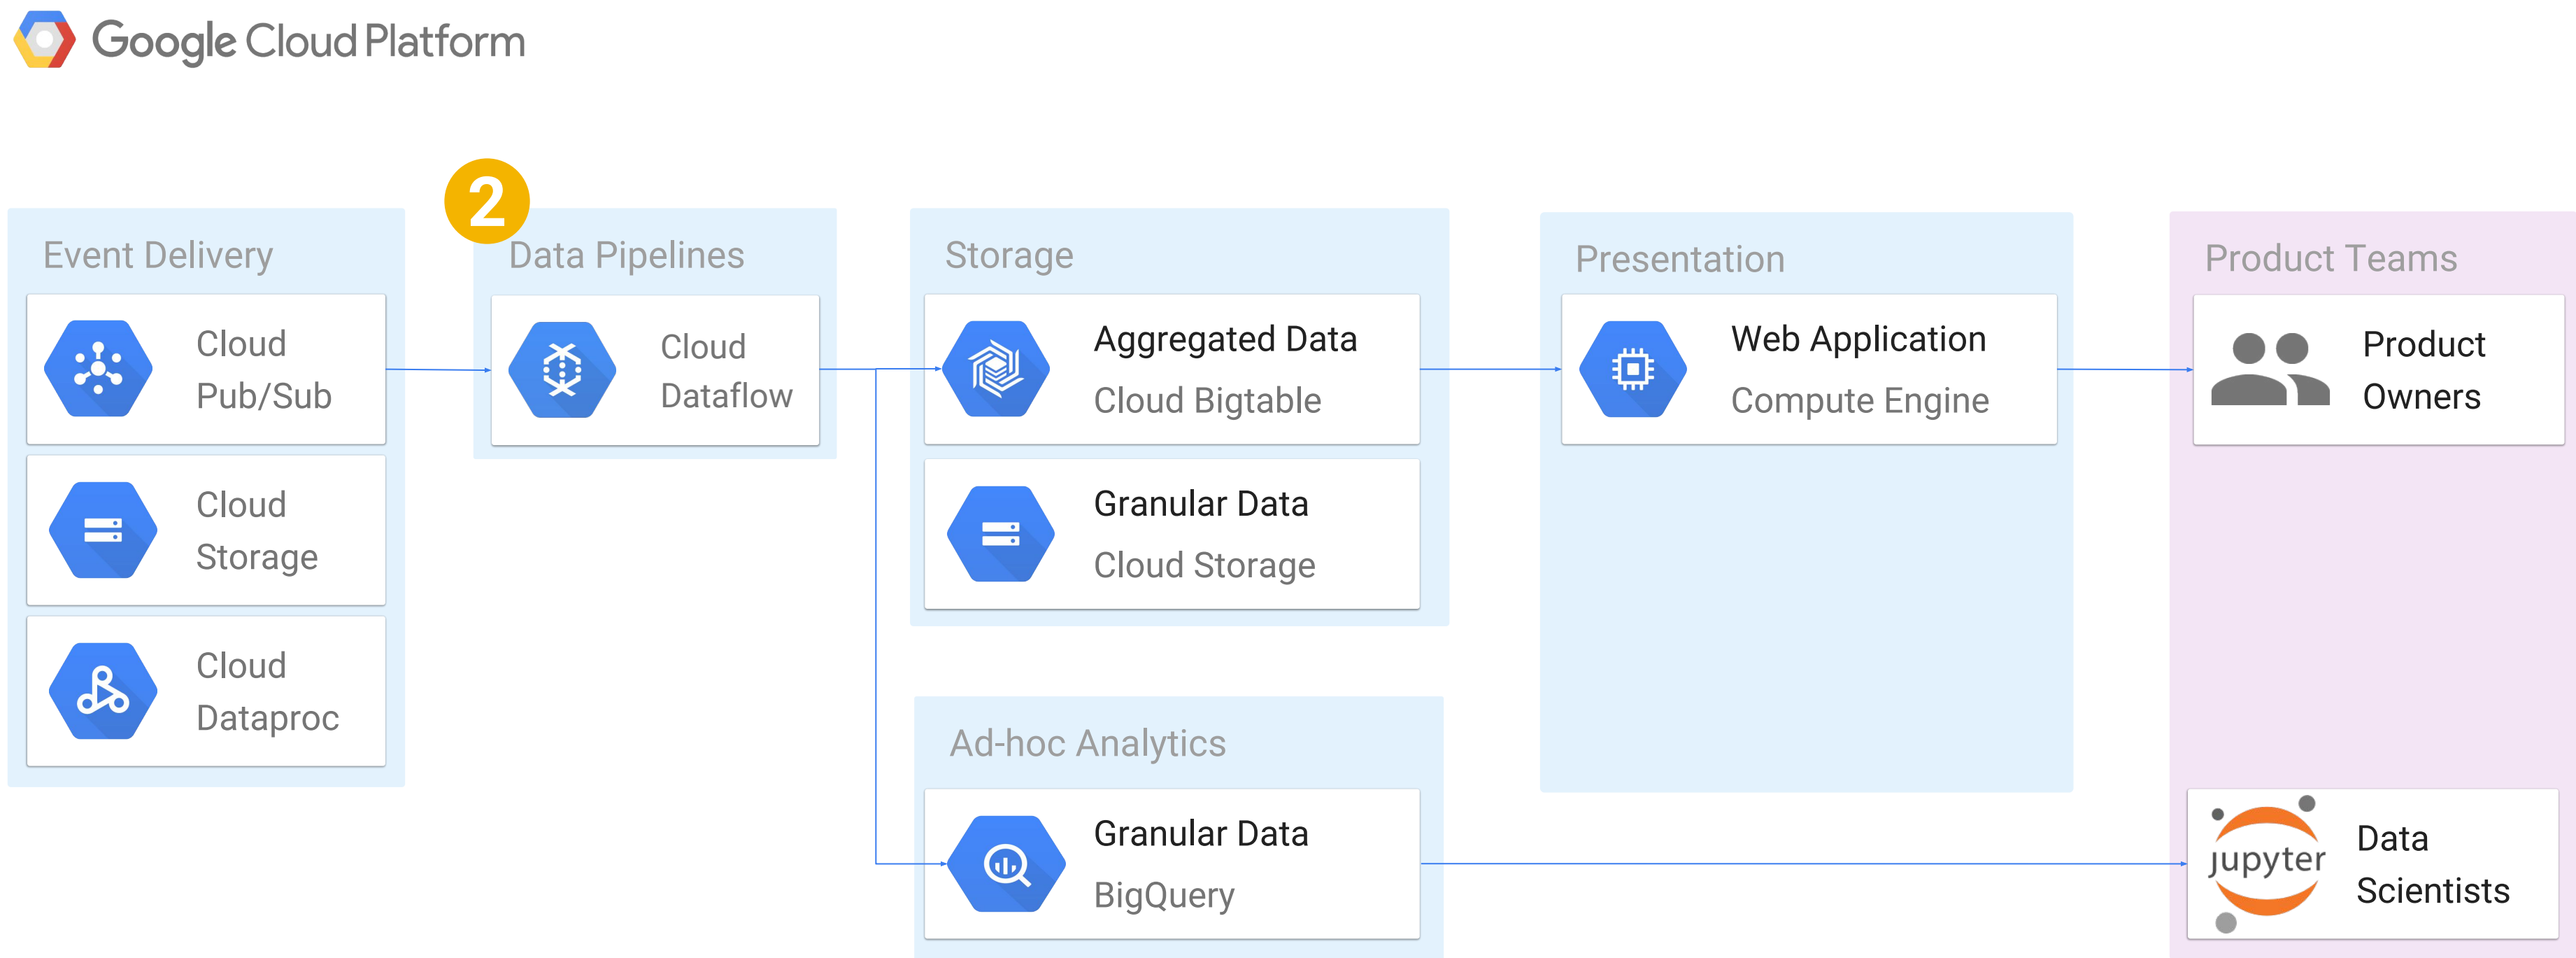 Google Cloud Platform
2
Event Delivery
Cloud
Pub/Sub
Cloud
Storage
Cloud
Dataproc
Data Pipelines
Cloud
Dataflow
Storage
Aggregated Data
Cloud Bigtable
Granular Data
Cloud Storage
Ad-hoc Analytics
Granular Data
BigQuery
Presentation
Web Application
Compute Engine
Product Teams
Product
Owners
jupyter
Data
Scientists